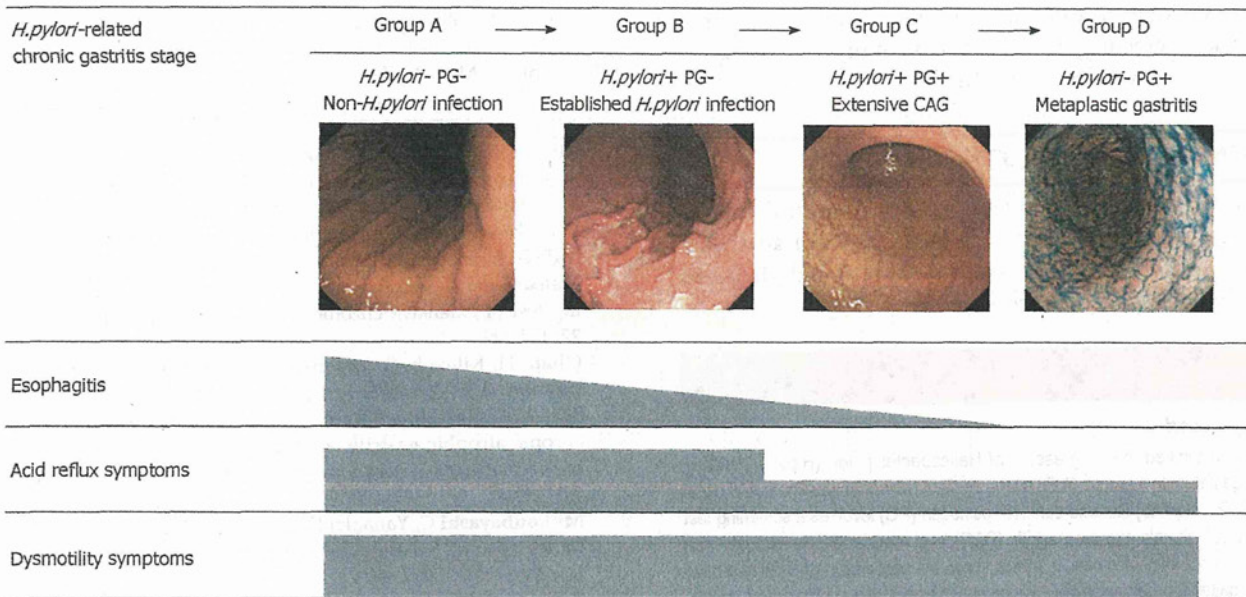 H.pylori-related
chronic gastritis stage
Group A
Group B
Group C
Group D
H.pylori- PG-
Non-H.pylori infection
H.pylori+ PG-
Established H.pylori infection
H.pylori+ PG+
Extensive CAG
H.pylori- PG+
Metaplastic gastritis
Esophagitis
Acid reflux symptoms
Dysmotility symptoms